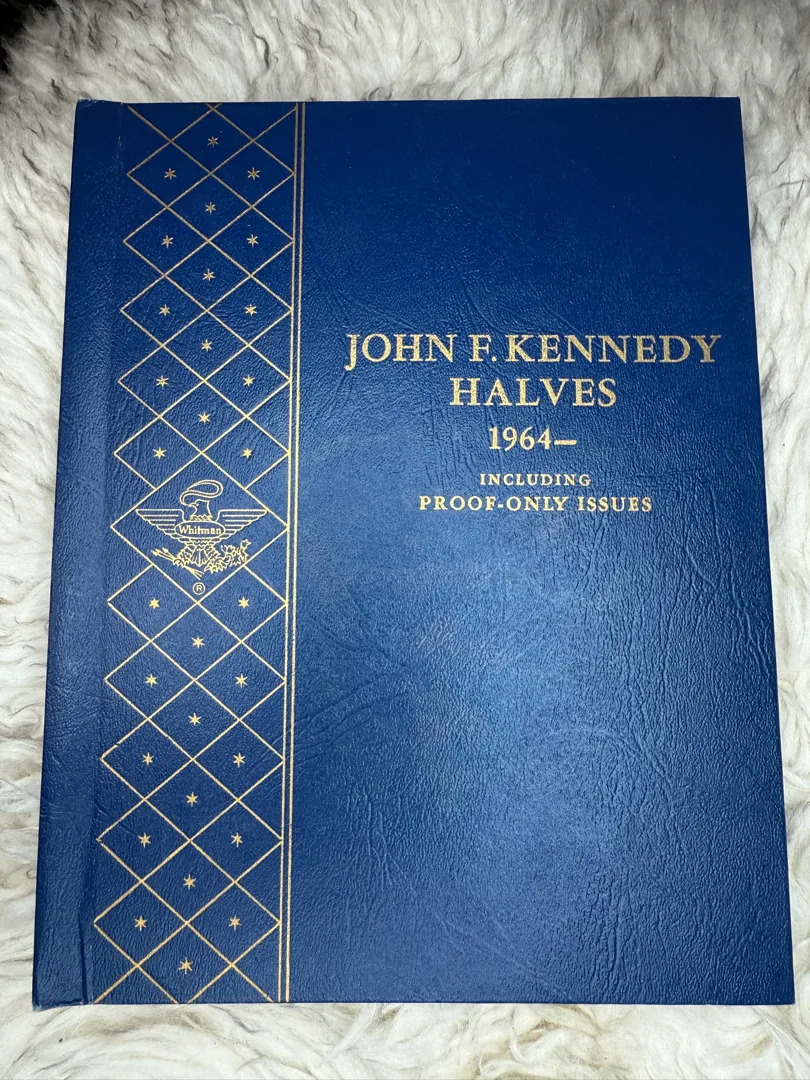 JOHN F. KENNEDY
HALVES
1964—
INCLUDING
PROOF-ONLY ISSUES
Whitman
®